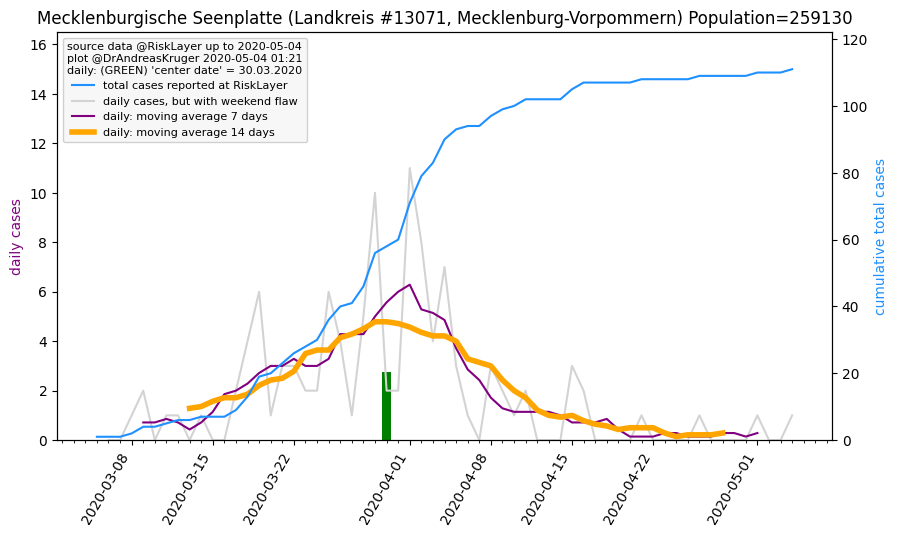 Mecklenburgische Seenplatte (Landkreis #13071, Mecklenburg-Vorpommern) Population=259130
source data @RiskLayer up to 2020-05-04
plot @DrAndreasKruger 2020-05-04 01:21
daily: (GREEN) 'center date' = 30.03.2020
total cases reported at RiskLayer
daily cases, but with weekend flaw
daily: moving average 7 days
daily: moving average 14 days
daily cases
16
14
12
10
8
6
4
2
0
120
100
80
60
40
20
0
cumulative total cases
2020-03-08
2020-03-15
2020-03-22
2020-04-01
2020-04-08
2020-04-15
2020-04-22
2020-05-01